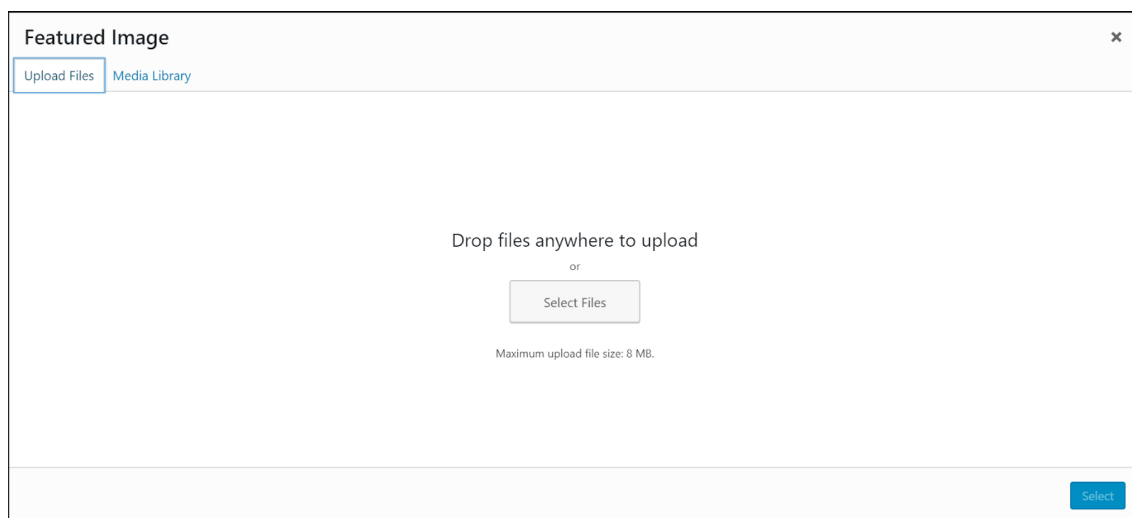 Featured Image
Upload Files Media Library
Drop files anywhere to upload
or
Select Files
Maximum upload file size: 8 MB.
Select